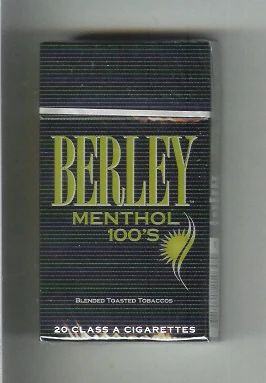 BERLEY
MENTHOL
100'S
BLENDED TOASTED TOBACCOS
20 CLASS A CIGARETTES